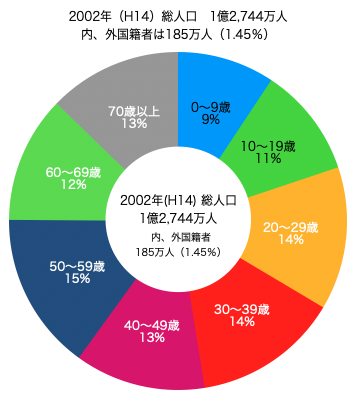 2002年（H14）総人口　1億2,744万人
内、外国籍者は185万人（1.45％）
0〜9歳
9%
10〜19歳
11%
20〜29歳
14%
30〜39歳
14%
40〜49歳
13%
50〜59歳
15%
60〜69歳
12%
70歳以上
13%
2002年(H14) 総人口
1億2,744万人
内、外国籍者
185万人（1.45％）